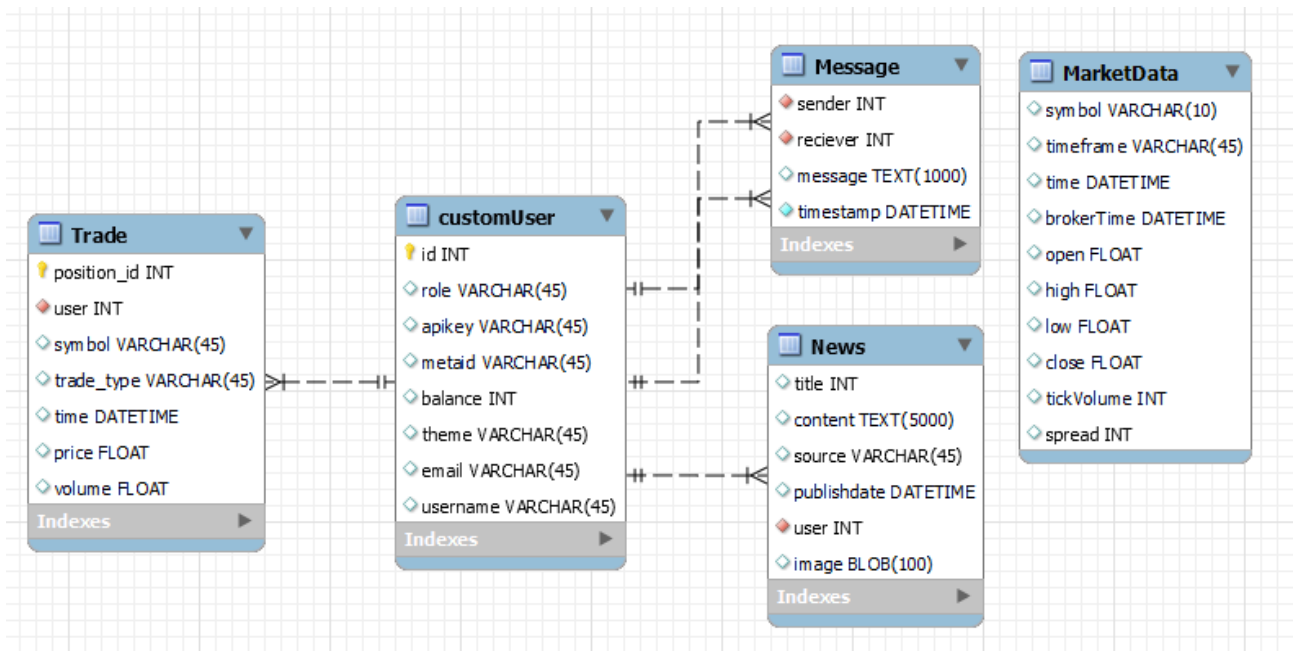 Trade
position_id INT
user INT
symbol VARCHAR(45)
trade_type VARCHAR(45)
time DATETIME
price FLOAT
volume FLOAT
Indexes
customUser
id INT
role VARCHAR(45)
apikey VARCHAR(45)
metaid VARCHAR(45)
balance INT
theme VARCHAR(45)
email VARCHAR(45)
username VARCHAR(45)
Indexes
Message
sender INT
reciever INT
message TEXT(1000)
timestamp DATETIME
Indexes
News
title INT
content TEXT(5000)
source VARCHAR(45)
publishdate DATETIME
user INT
image BLOB(100)
Indexes
MarketData
symbol VARCHAR(10)
timeframe VARCHAR(45)
time DATETIME
brokerTime DATETIME
open FLOAT
high FLOAT
low FLOAT
close FLOAT
tickVolume INT
spread INT